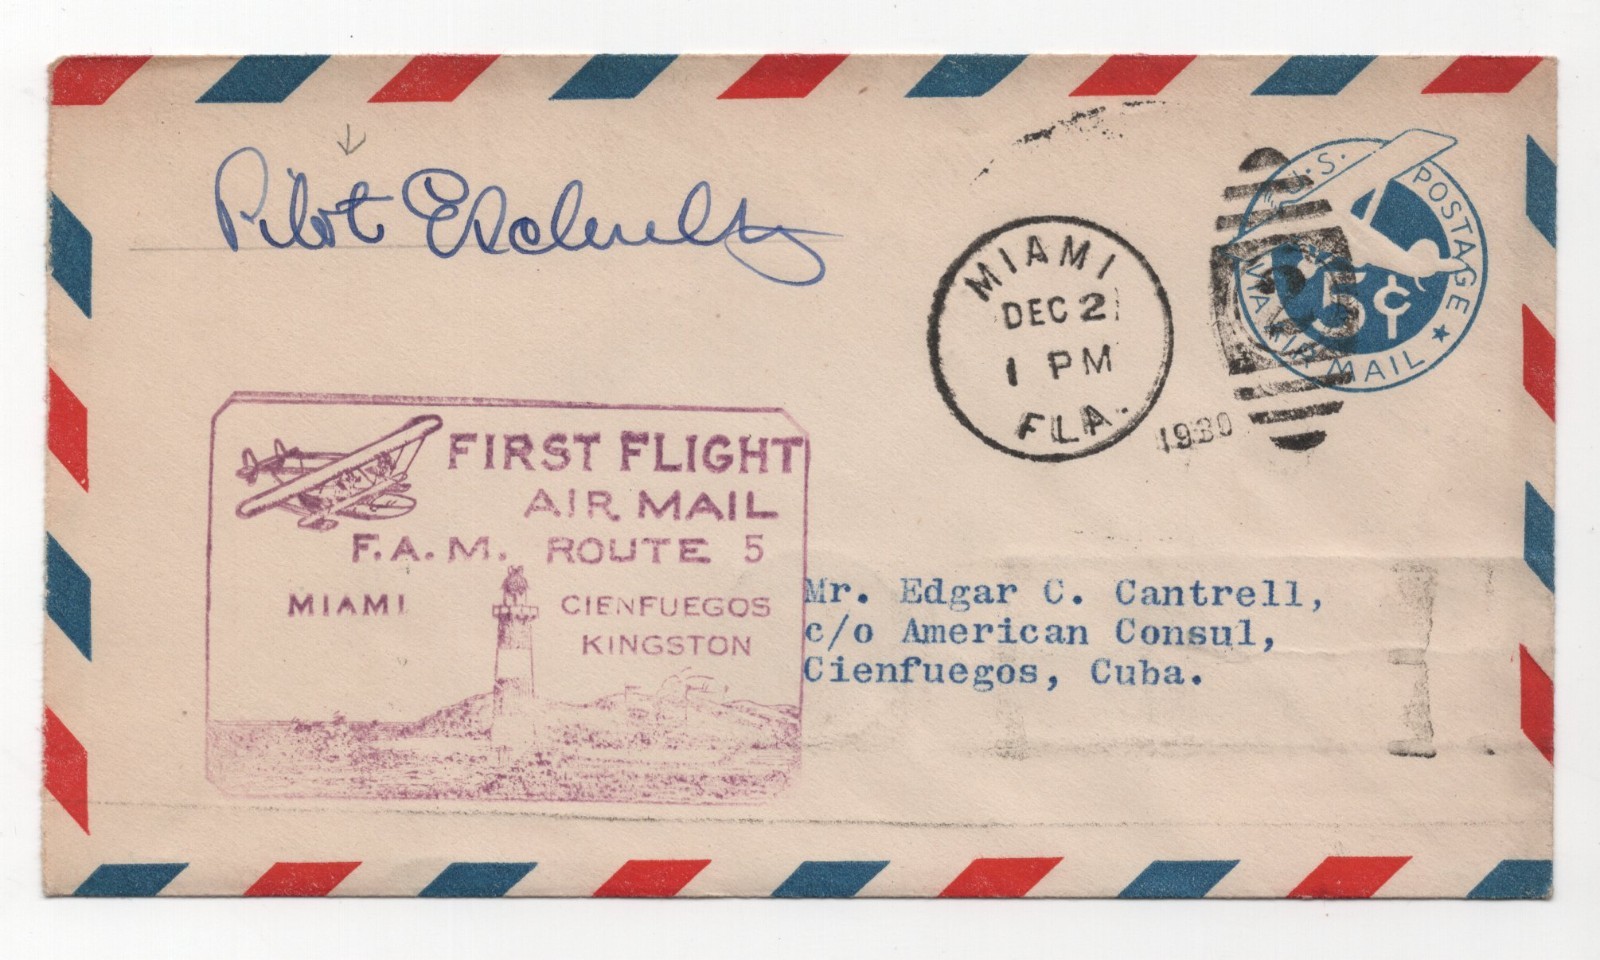 Pilot E Schultz
U.S. POSTAGE
5¢
VIA AIR MAIL
MIAMI
DEC 2
1 PM
FLA.
1930
FIRST FLIGHT
AIR MAIL
F.A.M. ROUTE 5
MIAMI CIENFUEGOS
KINGSTON
Mr. Edgar C. Cantrell,
c/o American Consul,
Cienfuegos, Cuba.